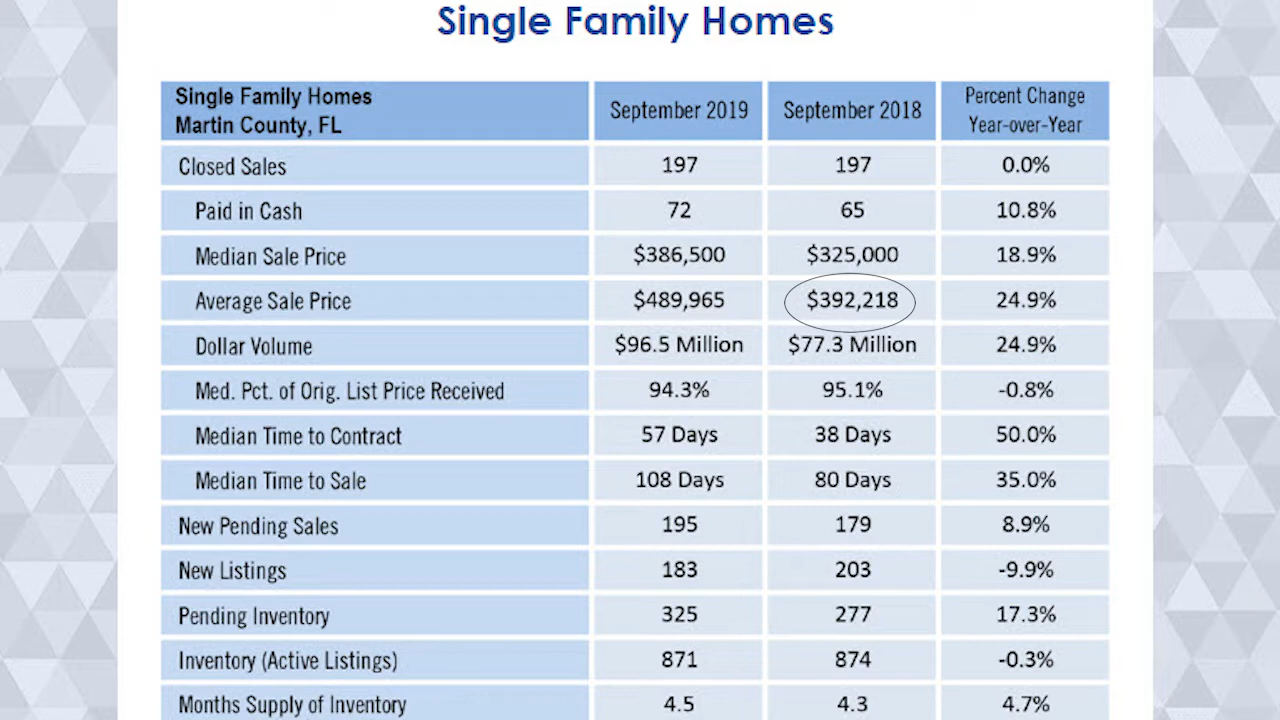 Single Family Homes
Single Family Homes
Martin County, FL
September 2019
September 2018
Percent Change
Year-over-Year
Closed Sales 197 197 0.0%
Paid in Cash 72 65 10.8%
Median Sale Price $386,500 $325,000 18.9%
Average Sale Price $489,965 $392,218 24.9%
Dollar Volume $96.5 Million $77.3 Million 24.9%
Med. Pct. of Orig. List Price Received 94.3% 95.1% -0.8%
Median Time to Contract 57 Days 38 Days 50.0%
Median Time to Sale 108 Days 80 Days 35.0%
New Pending Sales 195 179 8.9%
New Listings 183 203 -9.9%
Pending Inventory 325 277 17.3%
Inventory (Active Listings) 871 874 -0.3%
Months Supply of Inventory 4.5 4.3 4.7%